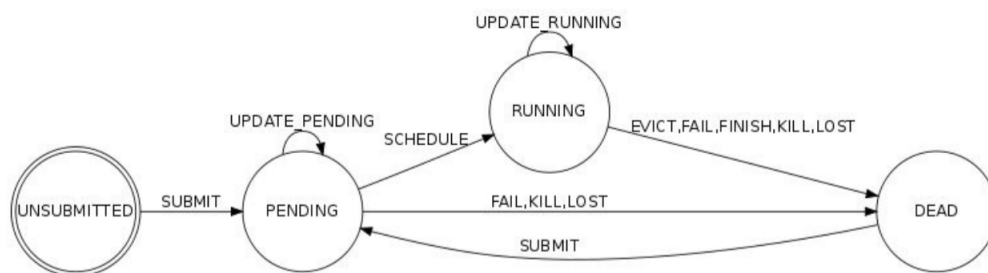 UPDATE_RUNNING
RUNNING
UPDATE_PENDING
SCHEDULE
EVICT,FAIL,FINISH,KILL,LOST
UNSUBMITTED
SUBMIT
PENDING
FAIL,KILL,LOST
DEAD
SUBMIT